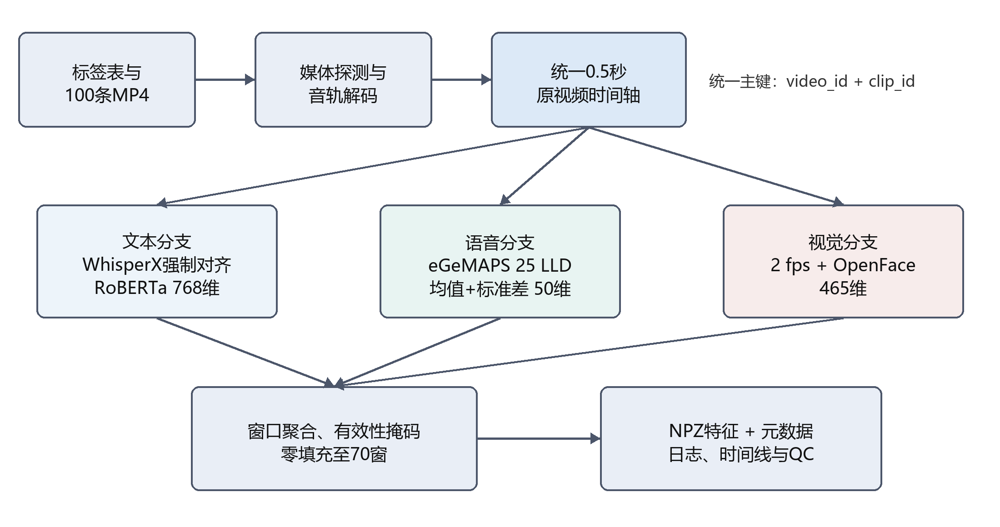 标签表与
100条MP4
媒体探测与
音轨解码
统一0.5秒
原视频时间轴
统一主键：video_id + clip_id
文本分支
WhisperX强制对齐
RoBERTa 768维
语音分支
eGeMAPS 25 LLD
均值+标准差 50维
视觉分支
2 fps + OpenFace
465维
窗口聚合、有效性掩码
零填充至70窗
NPZ特征 + 元数据
日志、时间线与QC